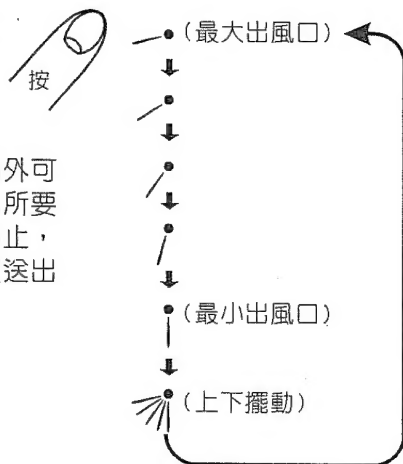 按
(最大出風口)
外可
所要
止，
送出
(最小出風口)
(上下擺動)